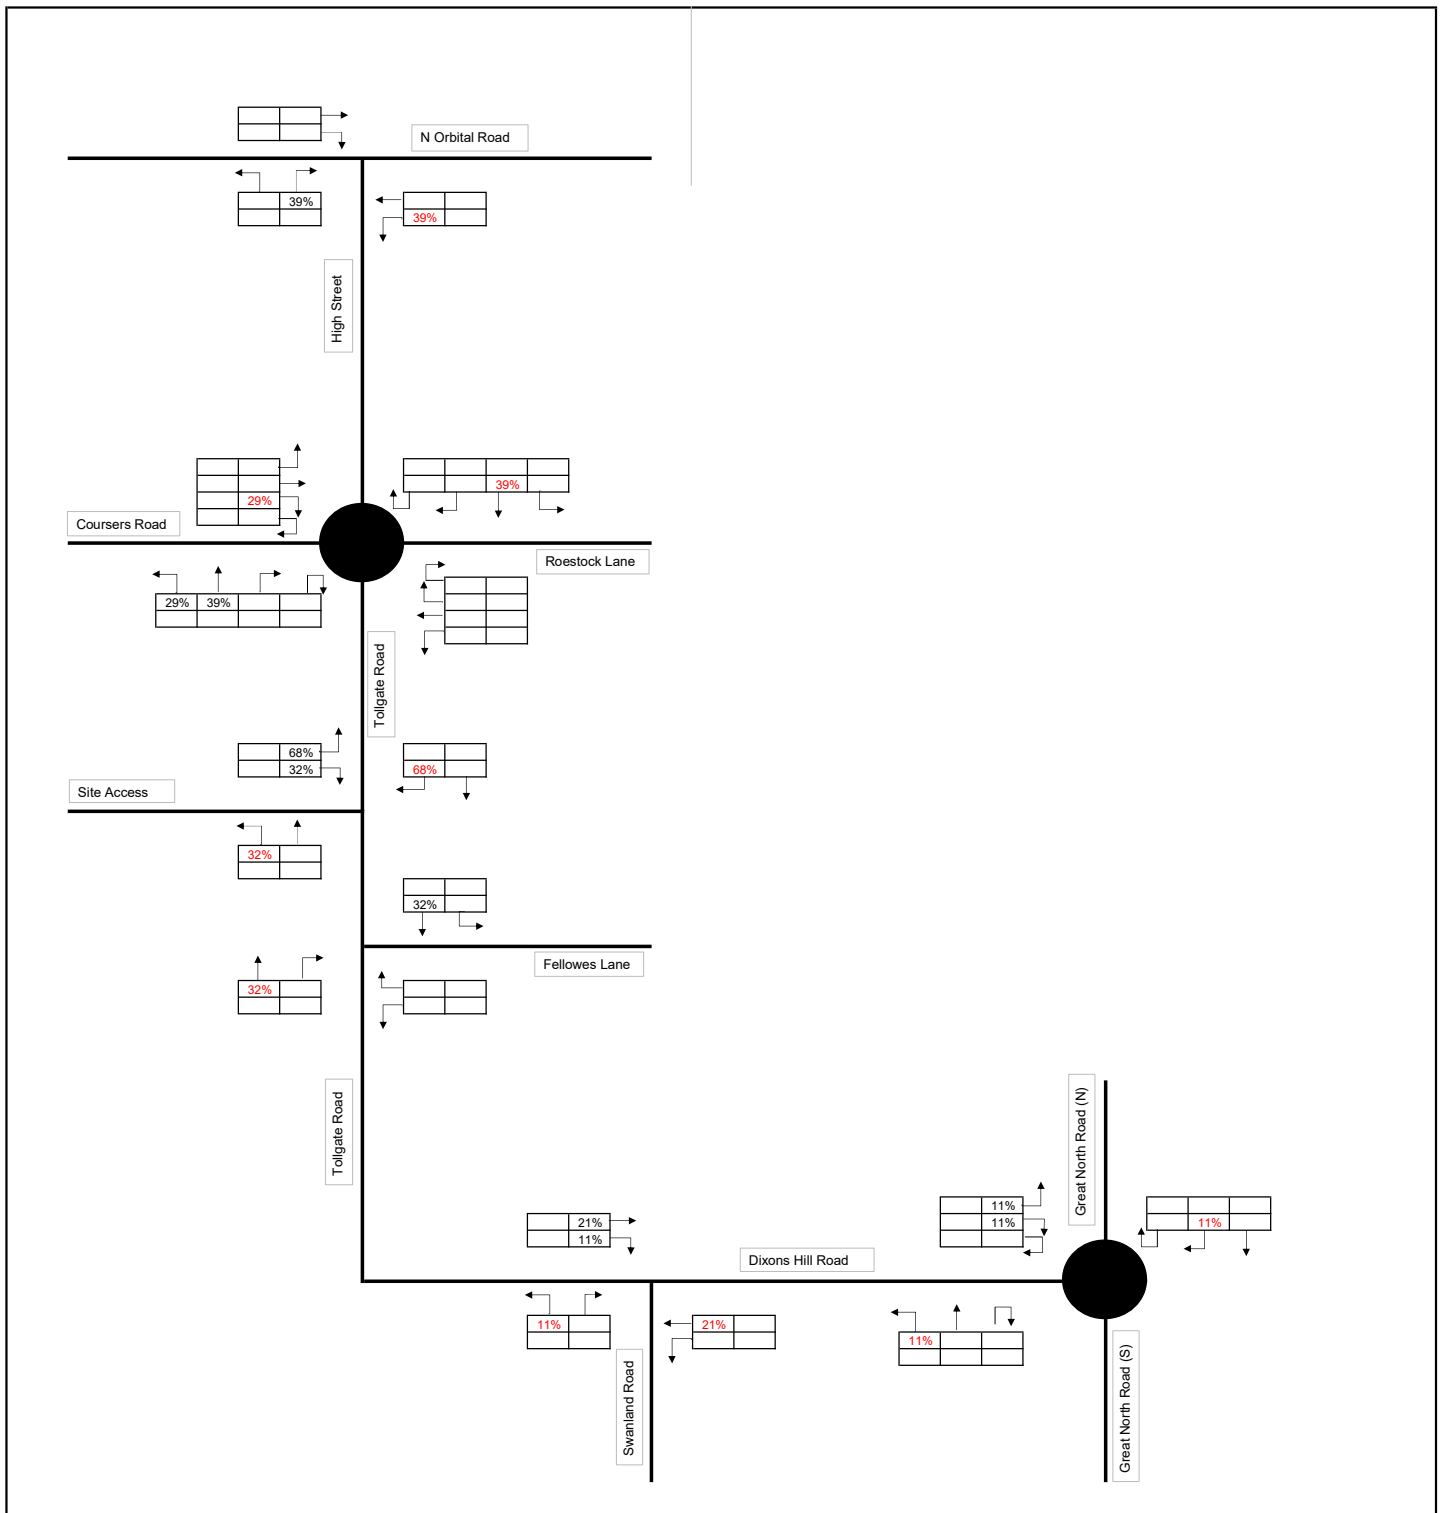 N Orbital Road
39%
39%
High Street
29%
39%
Coursers Road
Roestock Lane
29% 39%
Tollgate Road
68%
32%
68%
Site Access
32%
32%
Fellowes Lane
32%
Tollgate Road
Great North Road (N)
11%
11%
11%
21%
11%
Dixons Hill Road
11%
21%
11%
Swanland Road
Great North Road (S)